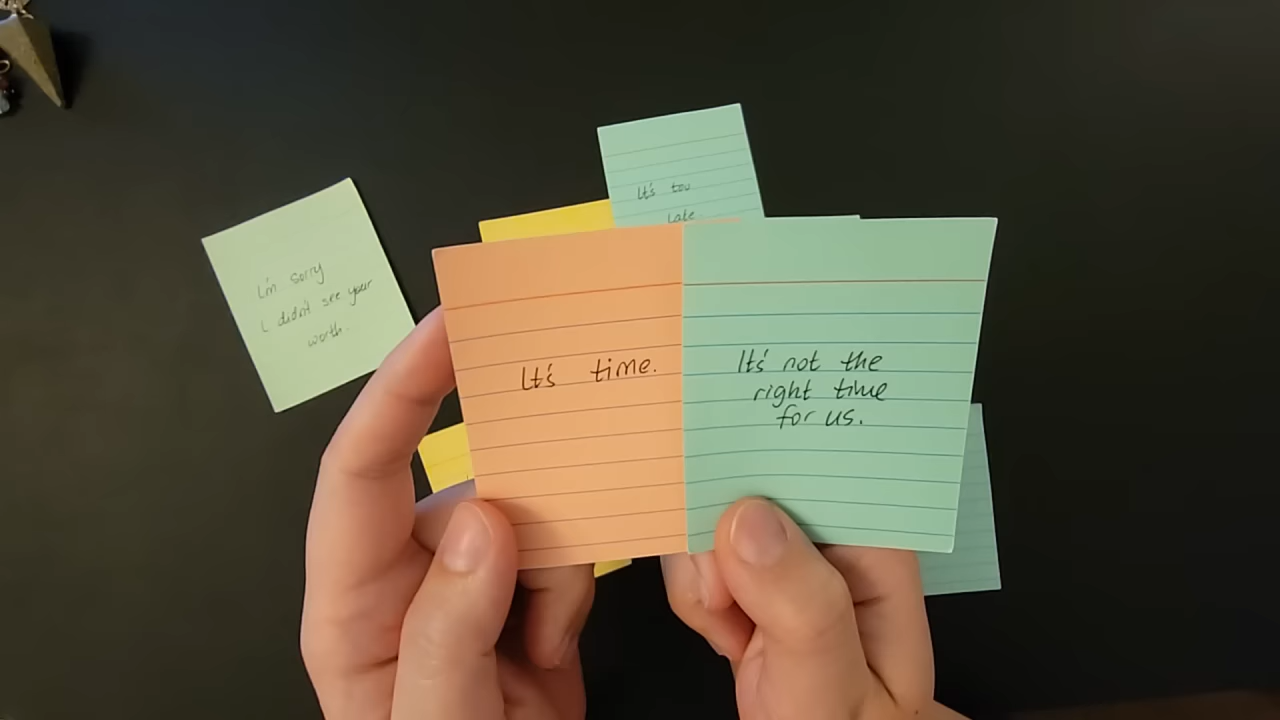 It's too
late
I'm sorry
I didn't see your
worth.
It's time.
It's not the
right time
for us.